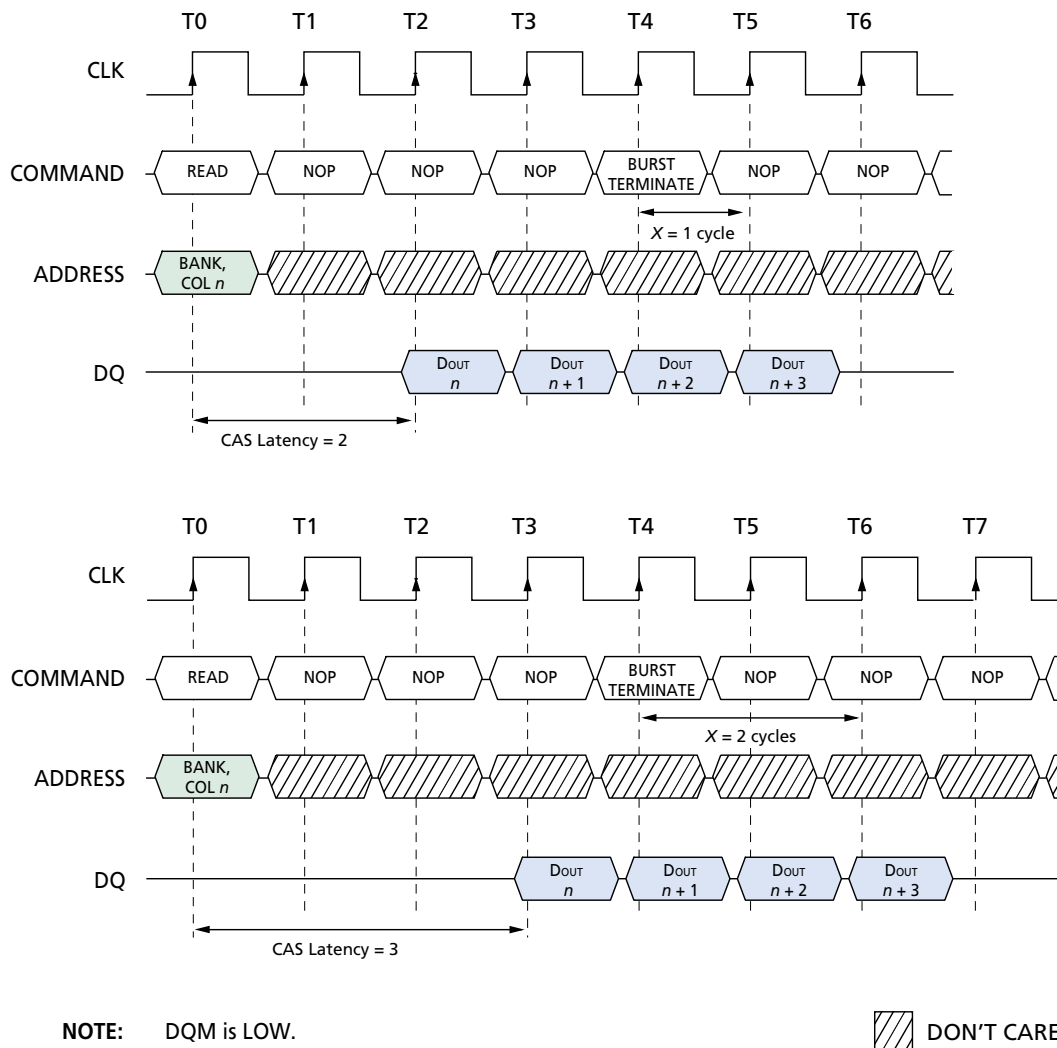 T0 T1 T2 T3 T4 T5 T6
CLK
COMMAND READ NOP NOP NOP BURST TERMINATE NOP NOP
X = 1 cycle
ADDRESS BANK, COL n
DQ DOUT n DOUT n + 1 DOUT n + 2 DOUT n + 3
CAS Latency = 2
T0 T1 T2 T3 T4 T5 T6 T7
CLK
COMMAND READ NOP NOP NOP BURST TERMINATE NOP NOP NOP
X = 2 cycles
ADDRESS BANK, COL n
DQ DOUT n DOUT n + 1 DOUT n + 2 DOUT n + 3
CAS Latency = 3
NOTE: DQM is LOW. DON'T CARE